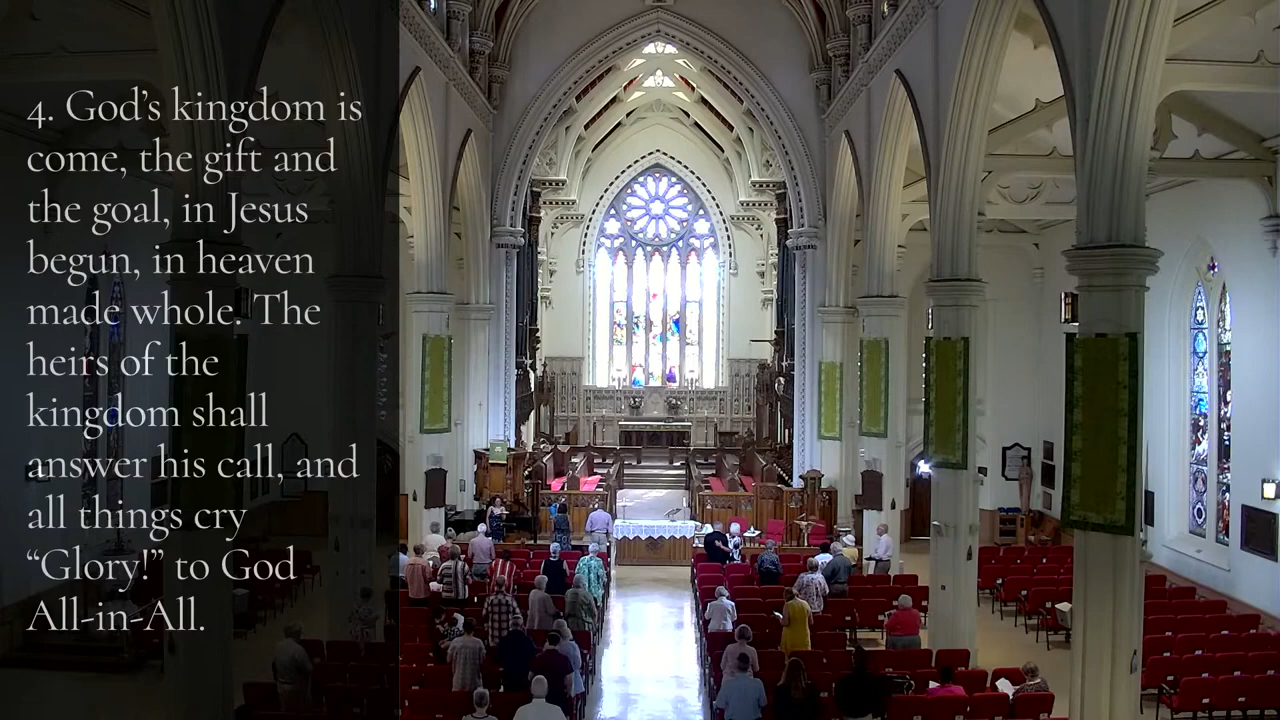 4. God’s kingdom is
come, the gift and
the goal, in Jesus
begun, in heaven
made whole. The
heirs of the
kingdom shall
answer his call, and
all things cry
“Glory!” to God
All-in-All.